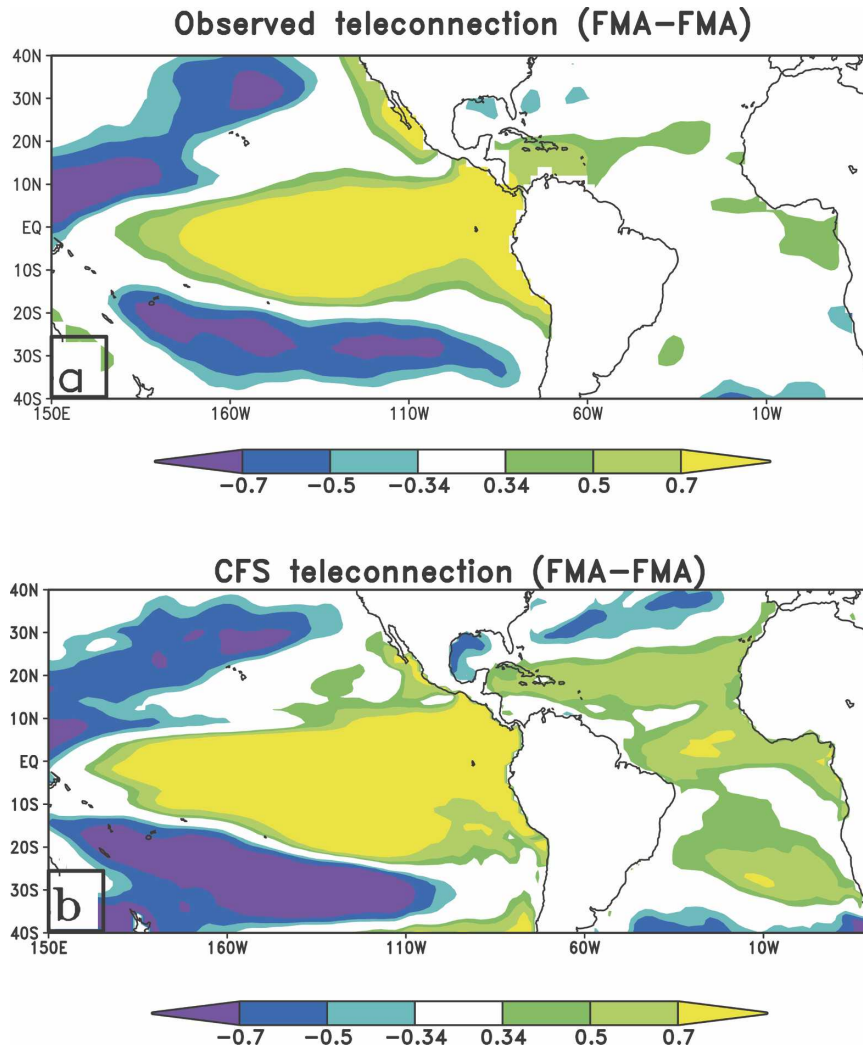 Observed teleconnection (FMA-FMA)
40N
30N
20N
10N
EQ
10S
20S
30S
40S
a
150E 160W 110W 60W 10W
-0.7 -0.5 -0.34 0.34 0.5 0.7
CFS teleconnection (FMA-FMA)
40N
30N
20N
10N
EQ
10S
20S
30S
40S
b
150E 160W 110W 60W 10W
-0.7 -0.5 -0.34 0.34 0.5 0.7